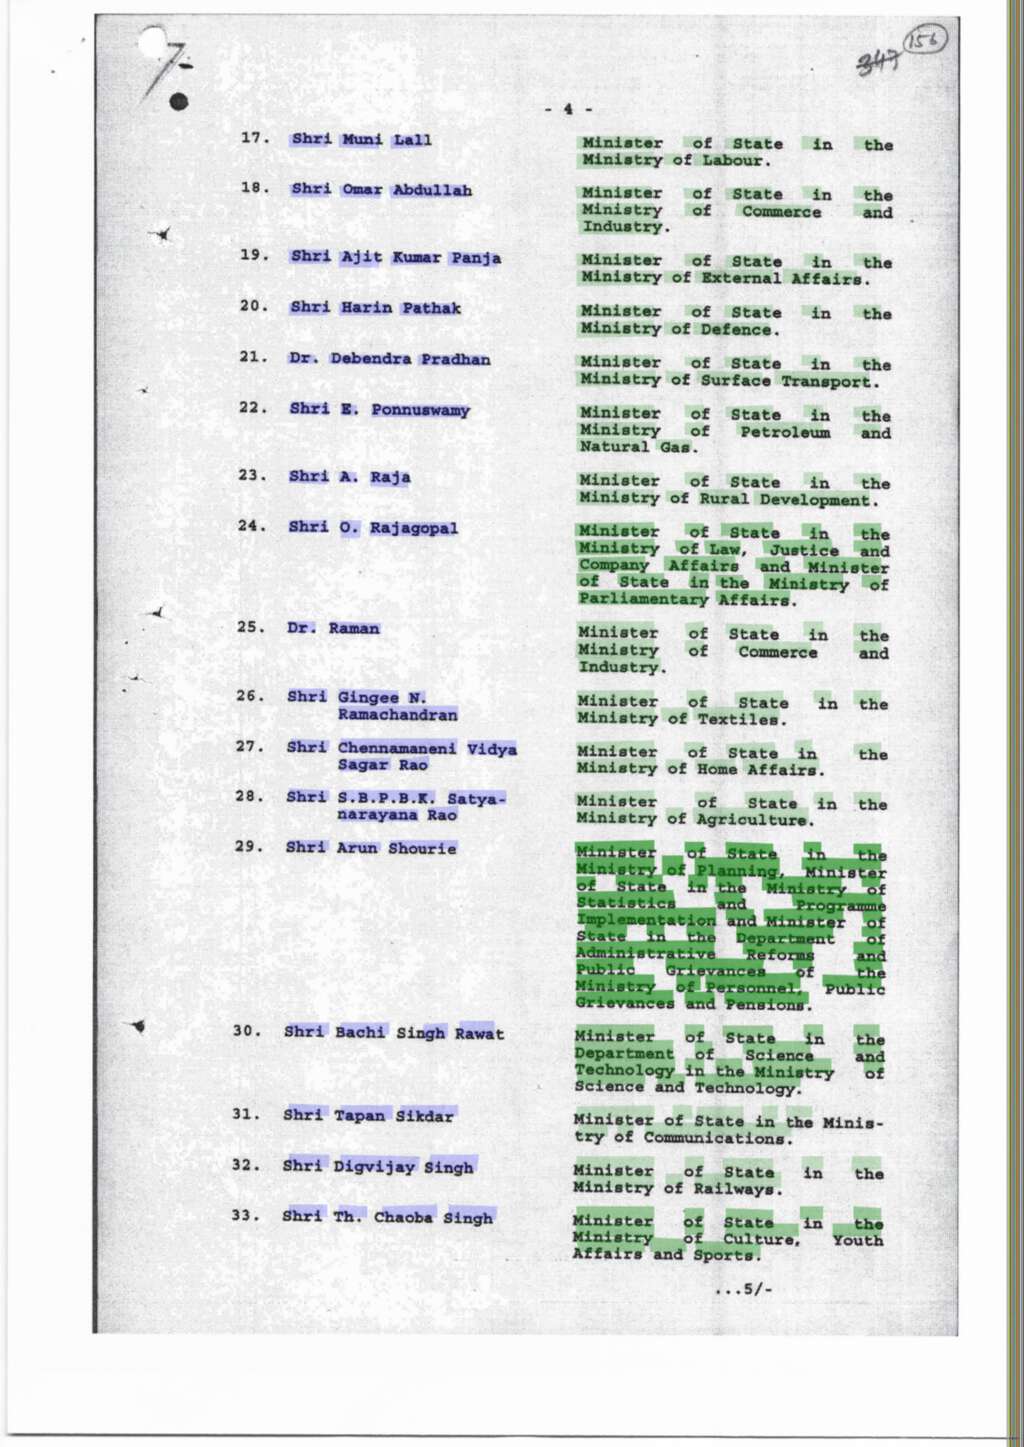 7-
156
347
- 4 -
17. Shri Muni Lall Minister of State in the
Ministry of Labour.
18. Shri Omar Abdullah Minister of State in the
Ministry of Commerce and
Industry.
19. Shri Ajit Kumar Panja Minister of State in the
Ministry of External Affairs.
20. Shri Harin Pathak Minister of State in the
Ministry of Defence.
21. Dr. Debendra Pradhan Minister of State in the
Ministry of Surface Transport.
22. Shri E. Ponnuswamy Minister of State in the
Ministry of Petroleum and
Natural Gas.
23. Shri A. Raja Minister of State in the
Ministry of Rural Development.
24. Shri O. Rajagopal Minister of State in the
Ministry of Law, Justice and
Company Affairs and Minister
of State in the Ministry of
Parliamentary Affairs.
25. Dr. Raman Minister of State in the
Ministry of Commerce and
Industry.
26. Shri Gingee N. Minister of State in the
Ramachandran Ministry of Textiles.
27. Shri Chennamaneni Vidya Minister of State in the
Sagar Rao Ministry of Home Affairs.
28. Shri S.B.P.B.K. Satya- Minister of State in the
narayana Rao Ministry of Agriculture.
29. Shri Arun Shourie Minister of State in the
Ministry of Planning, Minister
of State in the Ministry of
Statistics and Programme
Implementation and Minister of
State in the Department of
Administrative Reforms and
Public Grievances of the
Ministry of Personnel, Public
Grievances and Pensions.
30. Shri Bachi Singh Rawat Minister of State in the
Department of Science and
Technology in the Ministry of
Science and Technology.
31. Shri Tapan Sikdar Minister of State in the Minis-
try of Communications.
32. Shri Digvijay Singh Minister of State in the
Ministry of Railways.
33. Shri Th. Chaoba Singh Minister of State in the
Ministry of Culture, Youth
Affairs and Sports.
...5/-